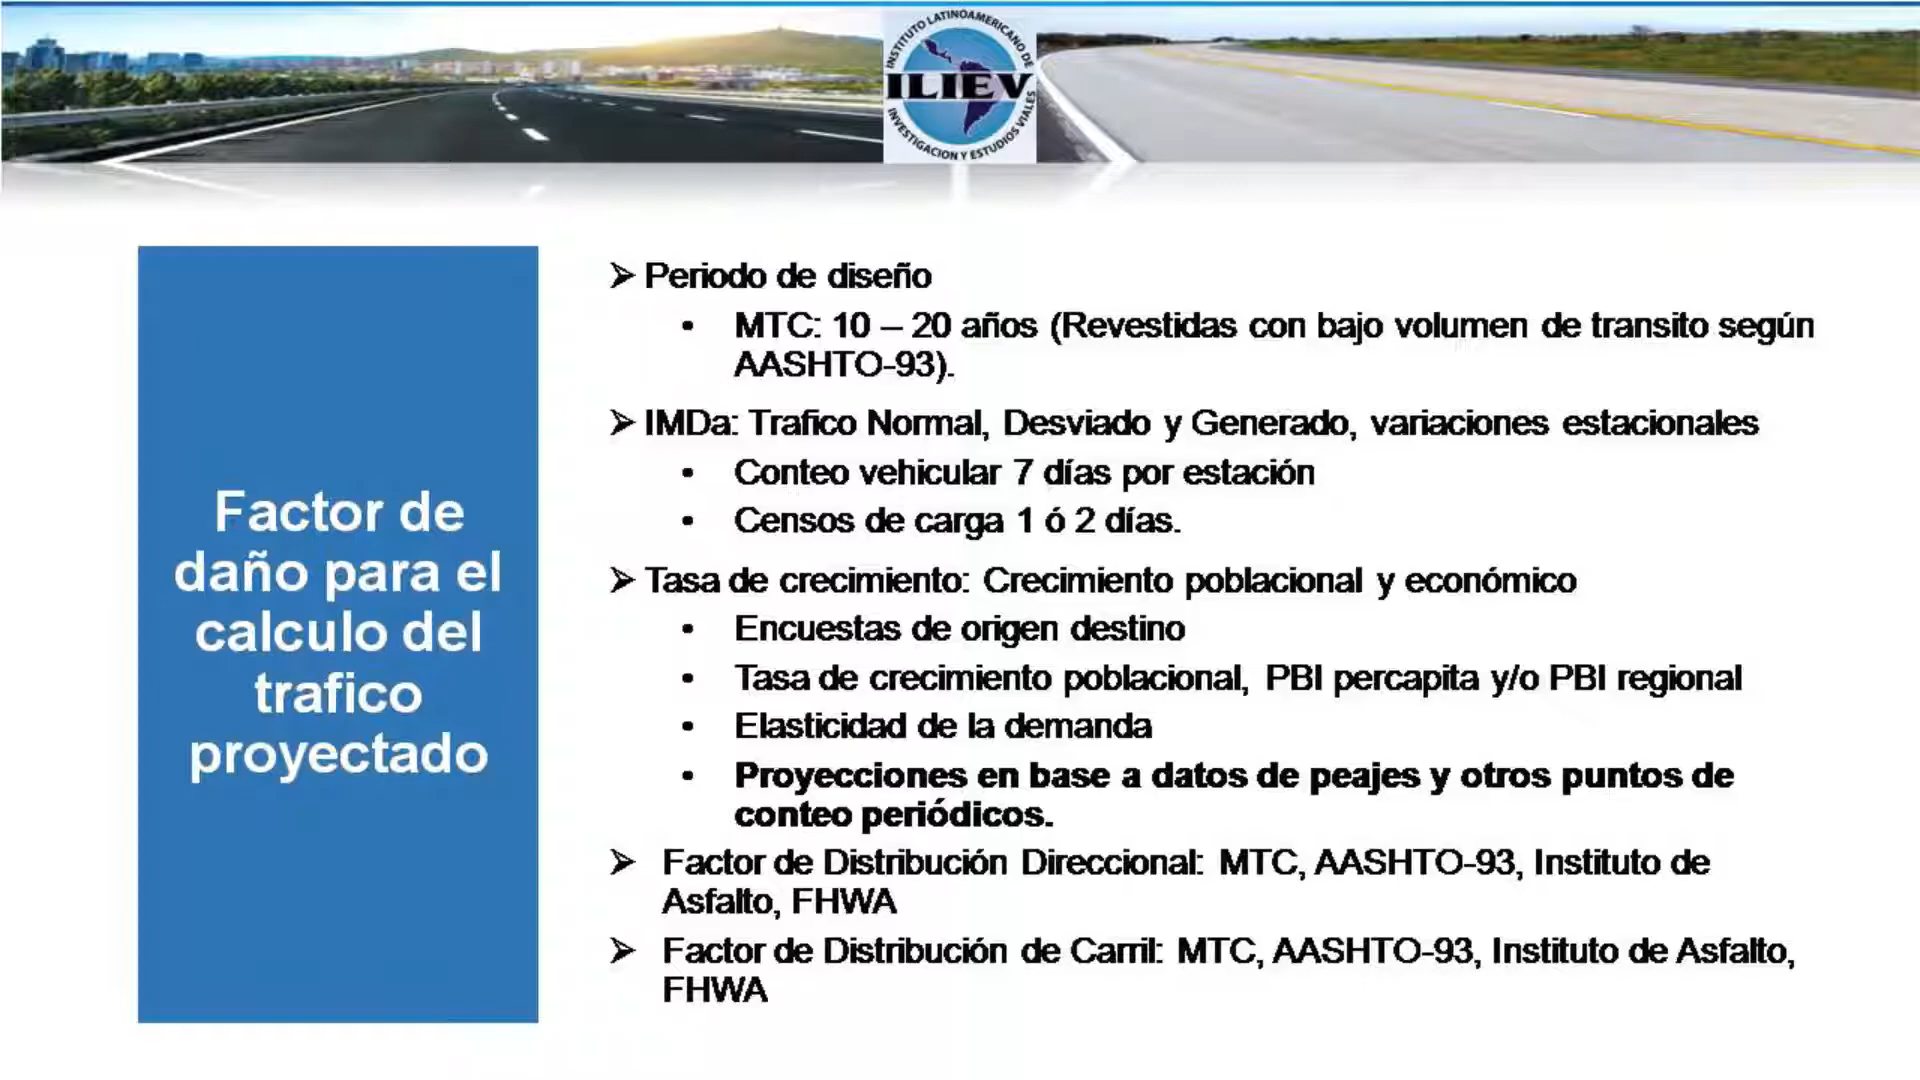 INSTITUTO LATINOAMERICANO DE
ILIEV
INVESTIGACION Y ESTUDIOS VIALES
Factor de
daño para el
calculo del
trafico
proyectado
➢ Periodo de diseño
• MTC: 10 – 20 años (Revestidas con bajo volumen de transito según
AASHTO-93).
➢ IMDa: Trafico Normal, Desviado y Generado, variaciones estacionales
• Conteo vehicular 7 días por estación
• Censos de carga 1 ó 2 días.
➢ Tasa de crecimiento: Crecimiento poblacional y económico
• Encuestas de origen destino
• Tasa de crecimiento poblacional, PBI percapita y/o PBI regional
• Elasticidad de la demanda
• Proyecciones en base a datos de peajes y otros puntos de
conteo periódicos.
➢ Factor de Distribución Direccional: MTC, AASHTO-93, Instituto de
Asfalto, FHWA
➢ Factor de Distribución de Carril: MTC, AASHTO-93, Instituto de Asfalto,
FHWA